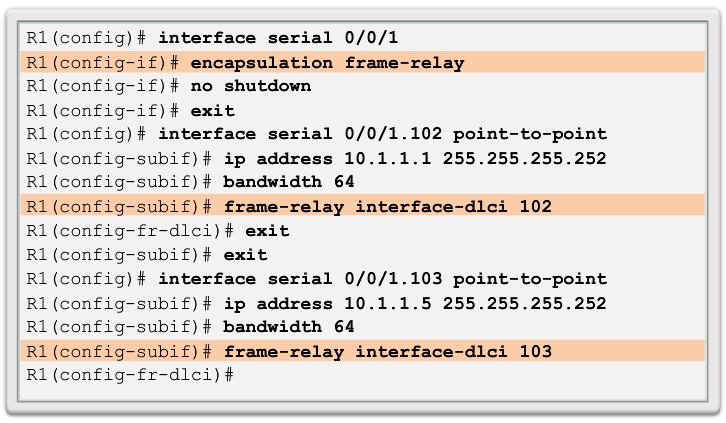 R1(config)# interface serial 0/0/1
R1(config-if)# encapsulation frame-relay
R1(config-if)# no shutdown
R1(config-if)# exit
R1(config)# interface serial 0/0/1.102 point-to-point
R1(config-subif)# ip address 10.1.1.1 255.255.255.252
R1(config-subif)# bandwidth 64
R1(config-subif)# frame-relay interface-dlci 102
R1(config-fr-dlci)# exit
R1(config-subif)# exit
R1(config)# interface serial 0/0/1.103 point-to-point
R1(config-subif)# ip address 10.1.1.5 255.255.255.252
R1(config-subif)# bandwidth 64
R1(config-subif)# frame-relay interface-dlci 103
R1(config-fr-dlci)#